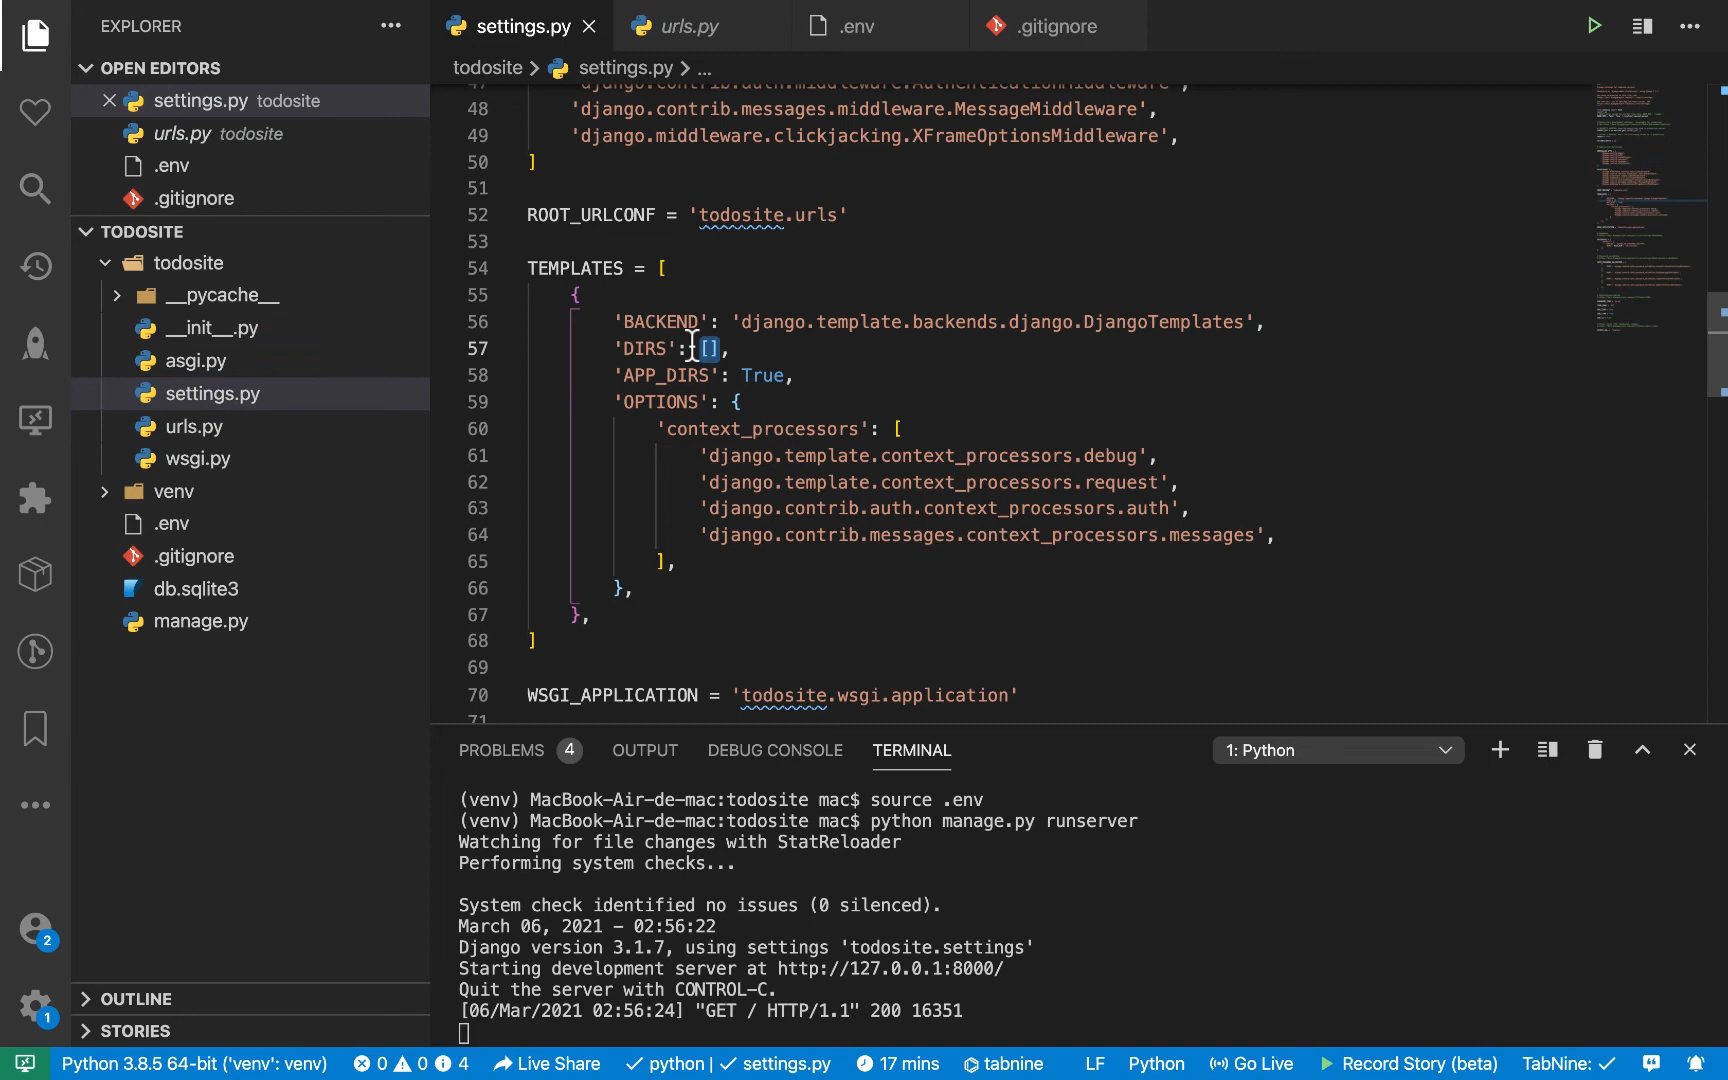 EXPLORER
OPEN EDITORS
settings.py todosite
urls.py todosite
.env
.gitignore
TODOSITE
todosite
__pycache__
__init__.py
asgi.py
settings.py
urls.py
wsgi.py
venv
.env
.gitignore
db.sqlite3
manage.py
OUTLINE
STORIES
2
1
settings.py
urls.py
.env
.gitignore
todosite > settings.py > ...
47 'django.contrib.auth.middleware.AuthenticationMiddleware',
48 'django.contrib.messages.middleware.MessageMiddleware',
49 'django.middleware.clickjacking.XFrameOptionsMiddleware',
50 ]
51
52 ROOT_URLCONF = 'todosite.urls'
53
54 TEMPLATES = [
55 {
56 'BACKEND': 'django.template.backends.django.DjangoTemplates',
57 'DIRS': [],
58 'APP_DIRS': True,
59 'OPTIONS': {
60 'context_processors': [
61 'django.template.context_processors.debug',
62 'django.template.context_processors.request',
63 'django.contrib.auth.context_processors.auth',
64 'django.contrib.messages.context_processors.messages',
65 ],
66 },
67 },
68 ]
69
70 WSGI_APPLICATION = 'todosite.wsgi.application'
71
PROBLEMS 4 OUTPUT DEBUG CONSOLE TERMINAL 1: Python
(venv) MacBook-Air-de-mac:todosite mac$ source .env
(venv) MacBook-Air-de-mac:todosite mac$ python manage.py runserver
Watching for file changes with StatReloader
Performing system checks...
System check identified no issues (0 silenced).
March 06, 2021 - 02:56:22
Django version 3.1.7, using settings 'todosite.settings'
Starting development server at http://127.0.0.1:8000/
Quit the server with CONTROL-C.
[06/Mar/2021 02:56:24] "GET / HTTP/1.1" 200 16351
Python 3.8.5 64-bit ('venv': venv) 0 0 4 Live Share python | settings.py 17 mins tabnine LF Python Go Live Record Story (beta) TabNine: